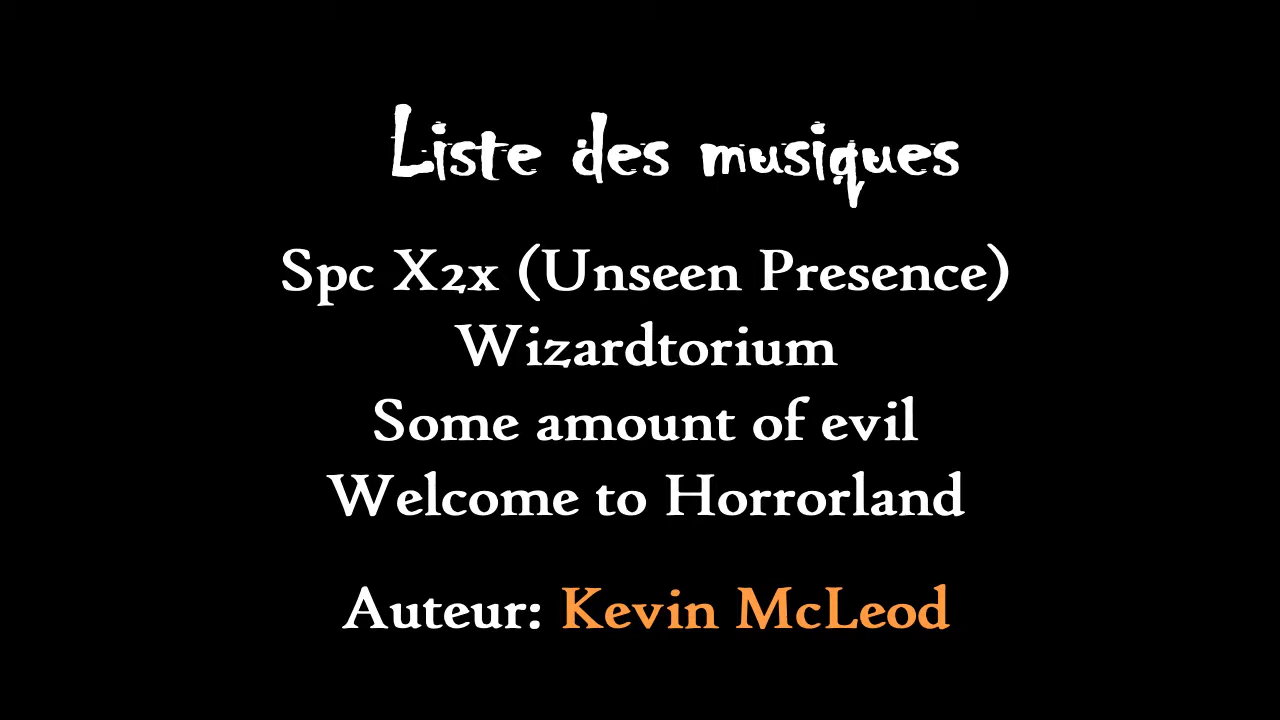 Liste des musiques
Spc X2x (Unseen Presence)
Wizardtorium
Some amount of evil
Welcome to Horrorland
Auteur: Kevin McLeod